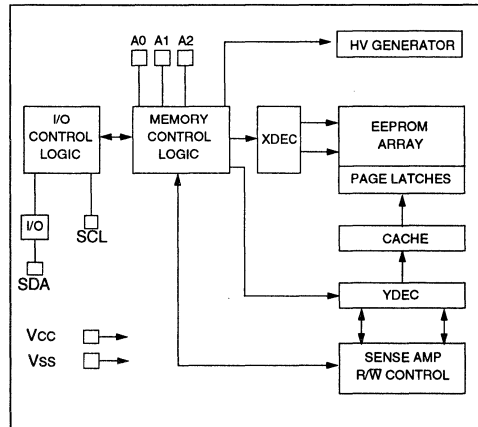 A0 A1 A2
HV GENERATOR
I/O
CONTROL
LOGIC
MEMORY
CONTROL
LOGIC
XDEC
EEPROM
ARRAY
PAGE LATCHES
I/O
SCL
SDA
CACHE
YDEC
VCC
VSS
SENSE AMP
R/W̅ CONTROL